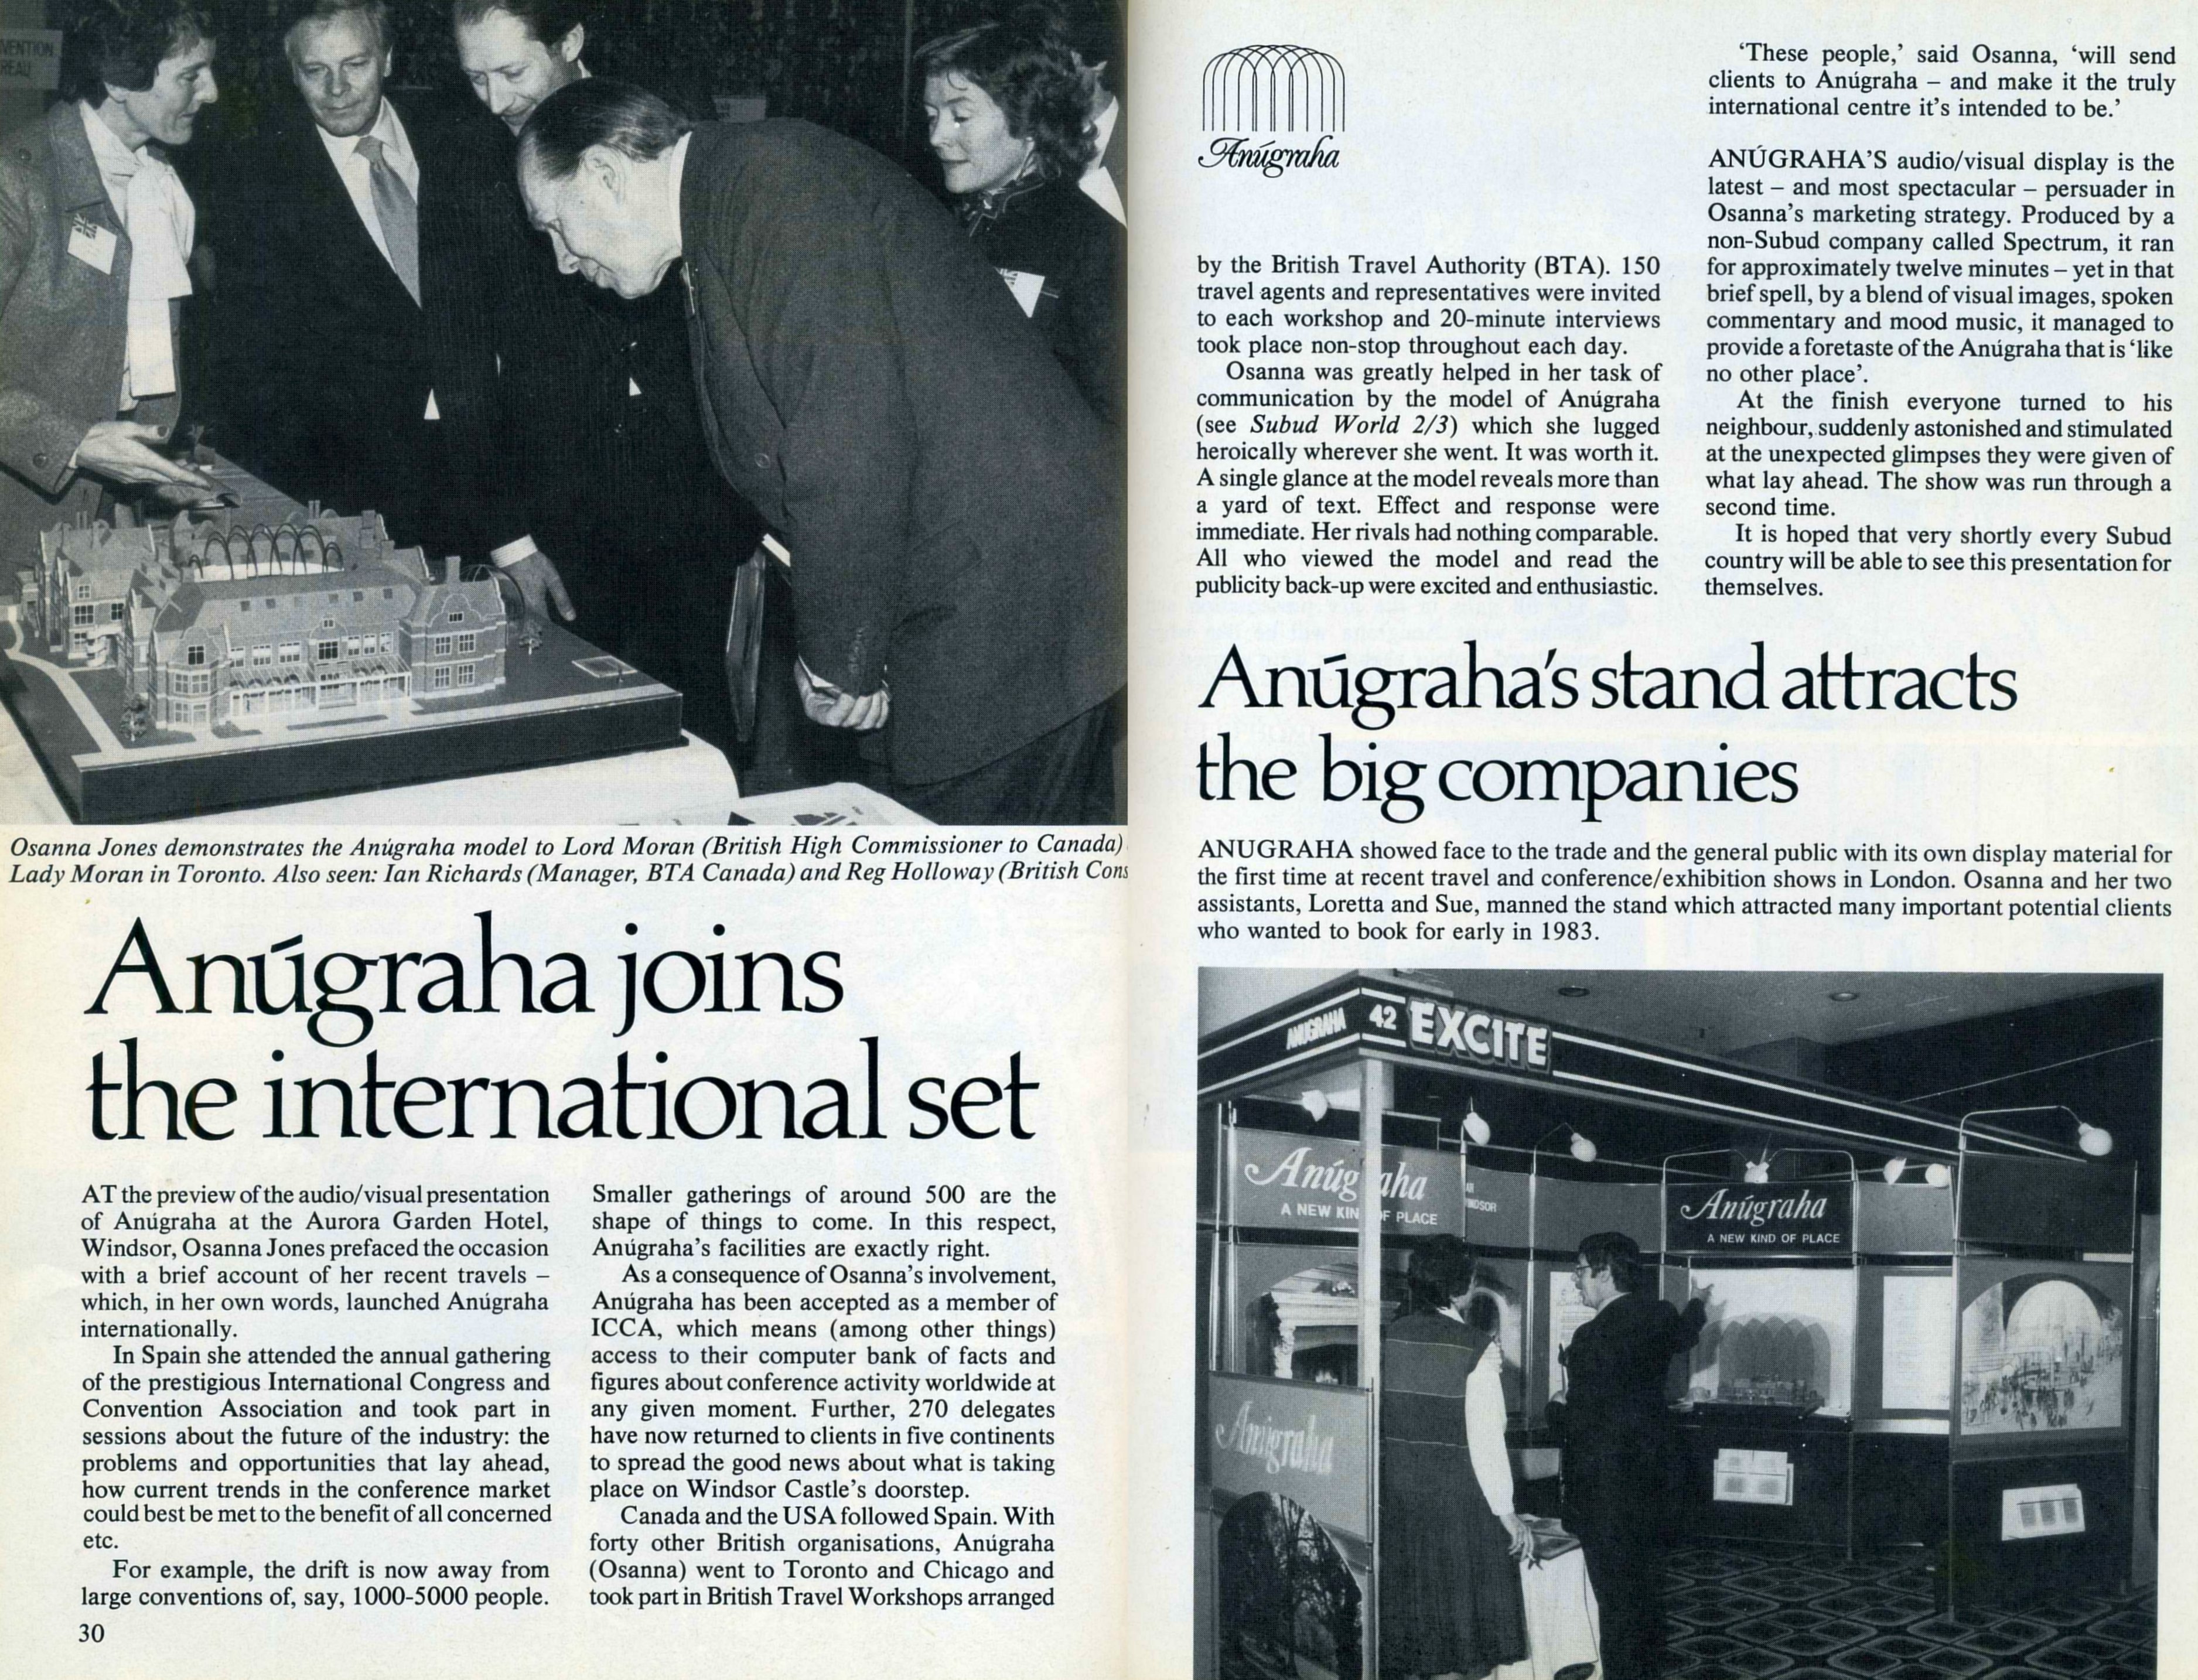 VENTION
REAU
Osanna Jones demonstrates the Anúgraha model to Lord Moran (British High Commissioner to Canada)
Lady Moran in Toronto. Also seen: Ian Richards (Manager, BTA Canada) and Reg Holloway (British Cons
Anúgraha joins
the international set
AT the preview of the audio/visual presentation
of Anúgraha at the Aurora Garden Hotel,
Windsor, Osanna Jones prefaced the occasion
with a brief account of her recent travels –
which, in her own words, launched Anúgraha
internationally.
In Spain she attended the annual gathering
of the prestigious International Congress and
Convention Association and took part in
sessions about the future of the industry: the
problems and opportunities that lay ahead,
how current trends in the conference market
could best be met to the benefit of all concerned
etc.
For example, the drift is now away from
large conventions of, say, 1000-5000 people.
30
Smaller gatherings of around 500 are the
shape of things to come. In this respect,
Anúgraha's facilities are exactly right.
As a consequence of Osanna's involvement,
Anúgraha has been accepted as a member of
ICCA, which means (among other things)
access to their computer bank of facts and
figures about conference activity worldwide at
any given moment. Further, 270 delegates
have now returned to clients in five continents
to spread the good news about what is taking
place on Windsor Castle's doorstep.
Canada and the USA followed Spain. With
forty other British organisations, Anúgraha
(Osanna) went to Toronto and Chicago and
took part in British Travel Workshops arranged
Anúgraha
by the British Travel Authority (BTA). 150
travel agents and representatives were invited
to each workshop and 20-minute interviews
took place non-stop throughout each day.
Osanna was greatly helped in her task of
communication by the model of Anúgraha
(see Subud World 2/3) which she lugged
heroically wherever she went. It was worth it.
A single glance at the model reveals more than
a yard of text. Effect and response were
immediate. Her rivals had nothing comparable.
All who viewed the model and read the
publicity back-up were excited and enthusiastic.
'These people,' said Osanna, 'will send
clients to Anúgraha – and make it the truly
international centre it's intended to be.'
ANÚGRAHA'S audio/visual display is the
latest – and most spectacular – persuader in
Osanna's marketing strategy. Produced by a
non-Subud company called Spectrum, it ran
for approximately twelve minutes – yet in that
brief spell, by a blend of visual images, spoken
commentary and mood music, it managed to
provide a foretaste of the Anúgraha that is 'like
no other place'.
At the finish everyone turned to his
neighbour, suddenly astonished and stimulated
at the unexpected glimpses they were given of
what lay ahead. The show was run through a
second time.
It is hoped that very shortly every Subud
country will be able to see this presentation for
themselves.
Anúgraha's stand attracts
the big companies
ANUGRAHA showed face to the trade and the general public with its own display material for
the first time at recent travel and conference/exhibition shows in London. Osanna and her two
assistants, Loretta and Sue, manned the stand which attracted many important potential clients
who wanted to book for early in 1983.
ANUGRAHA 42 EXCITE
Anúgraha
A NEW KIN F PLACE
NDSOR
Anúgraha
A NEW KIND OF PLACE
Anúgraha